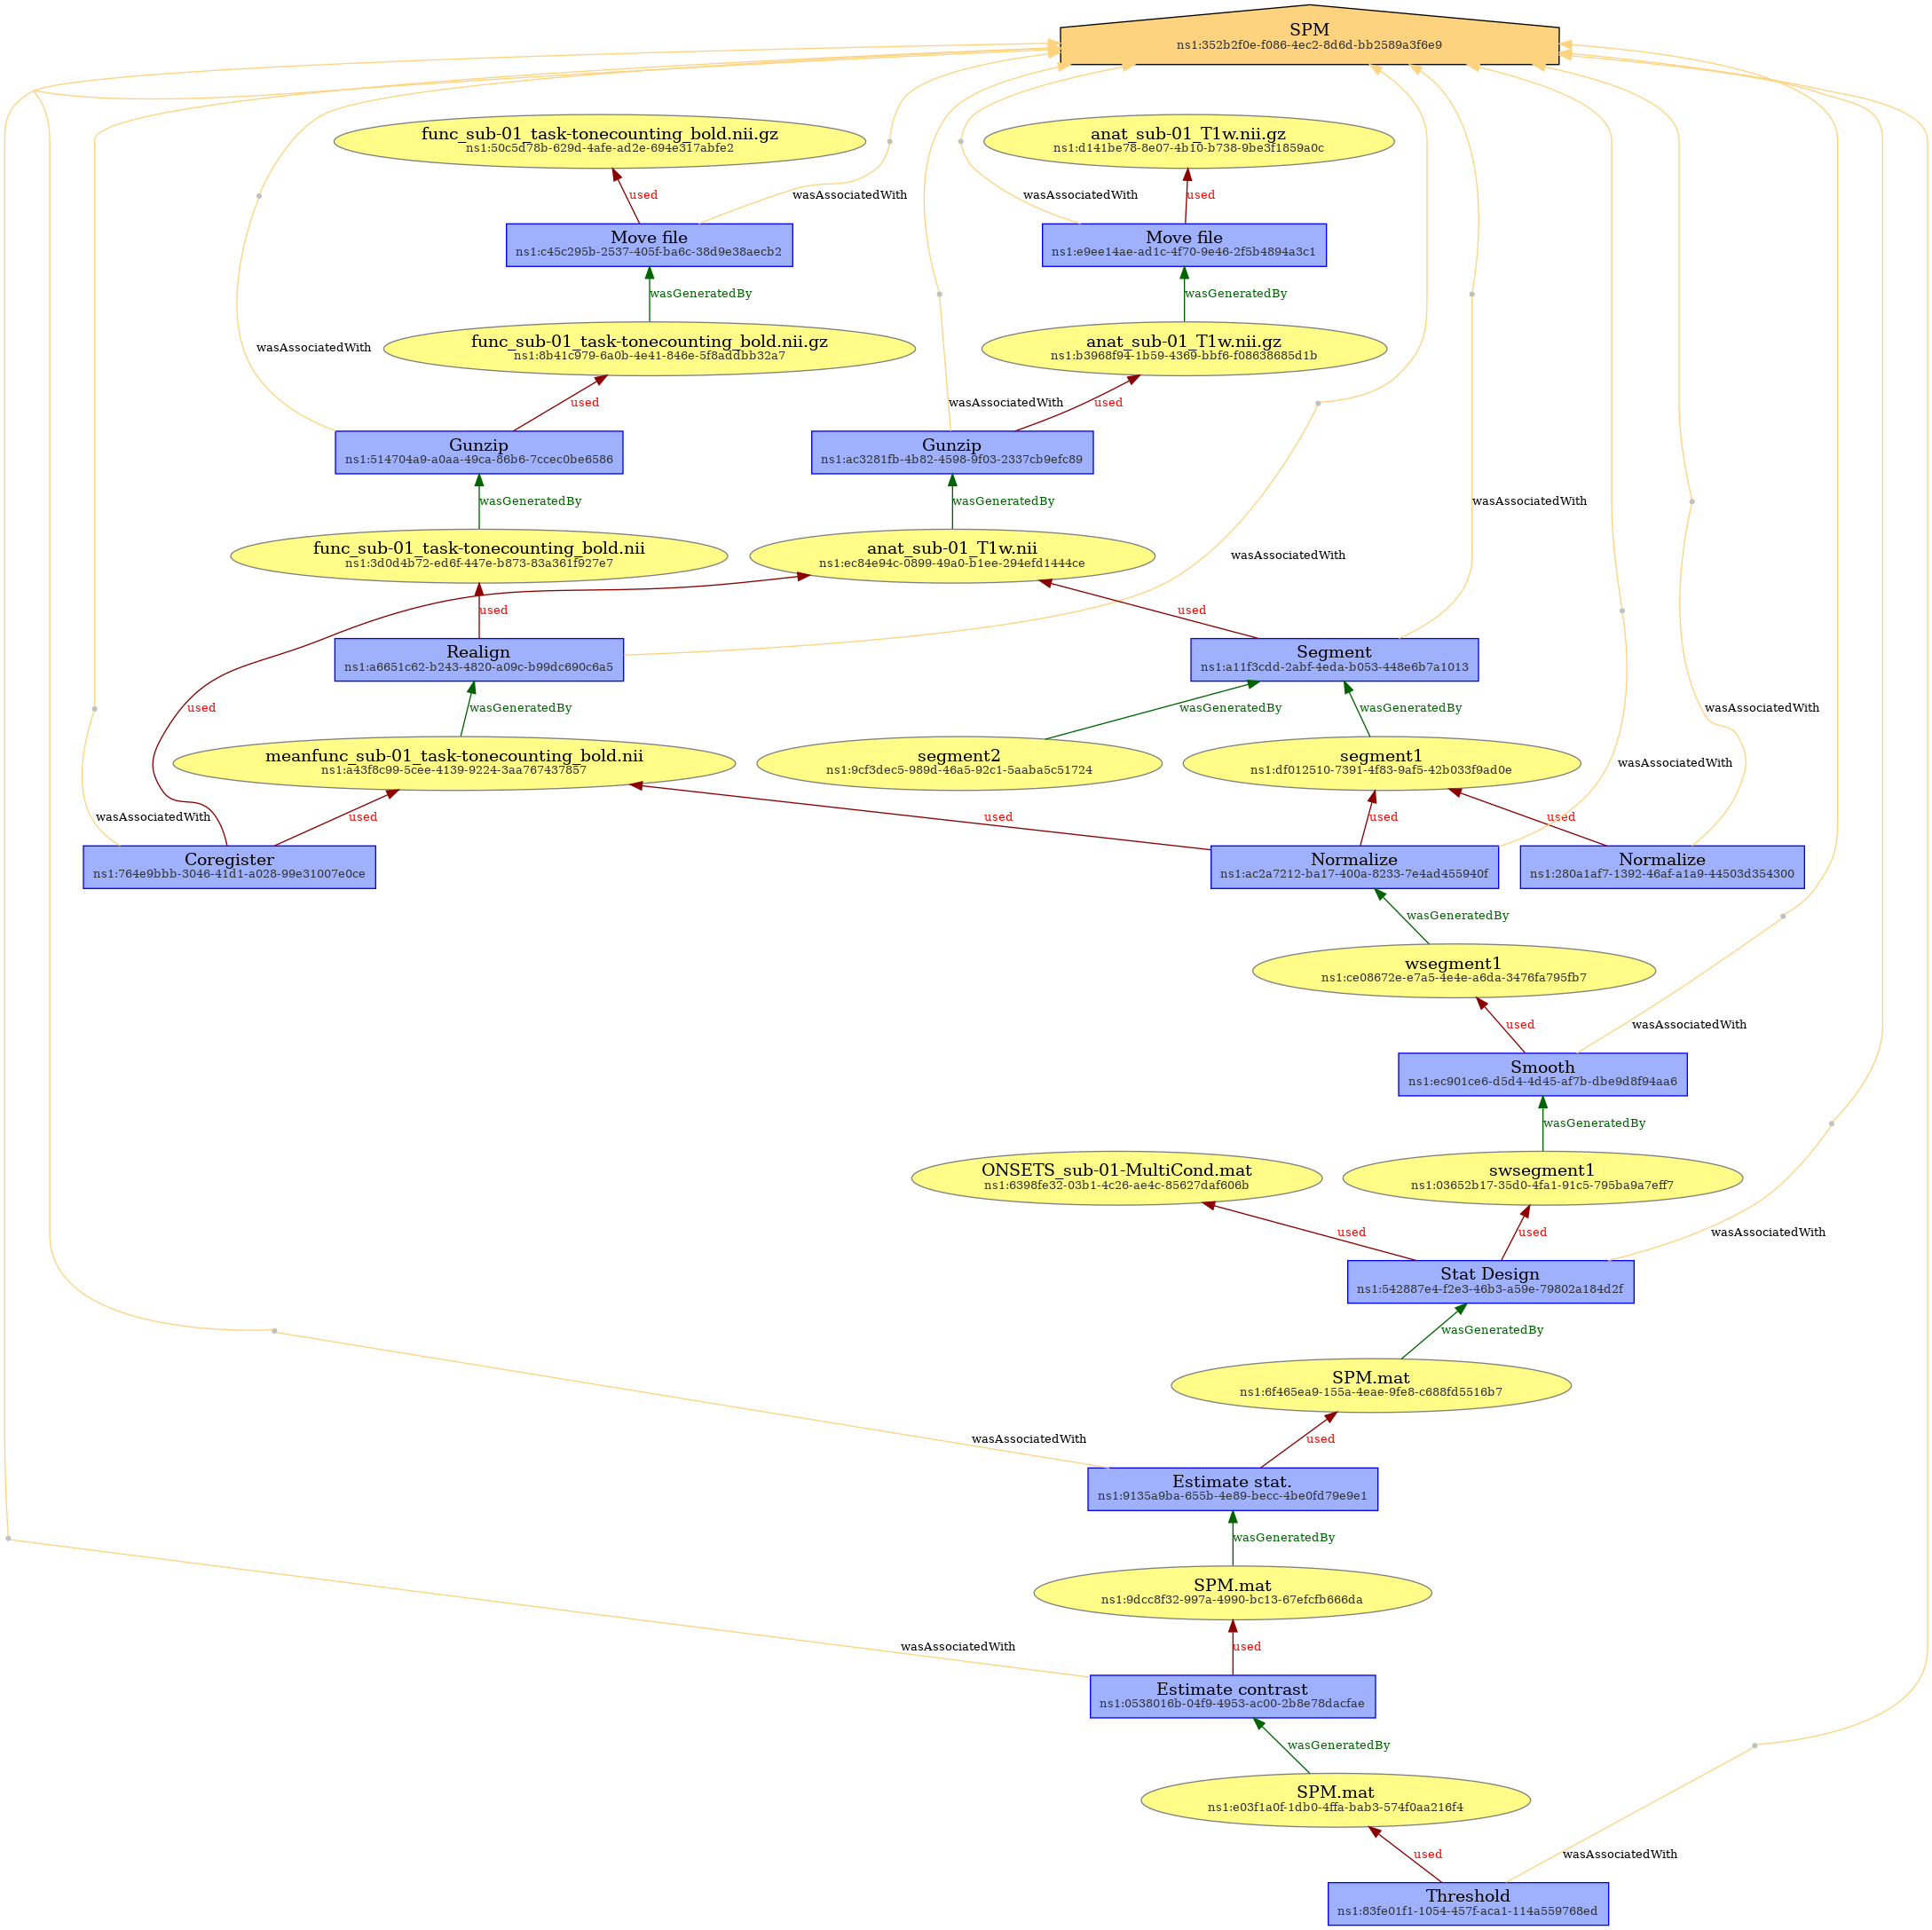 SPM
ns1:352b2f0e-f086-4ec2-8d6d-bb2589a3f6e9
func_sub-01_task-tonecounting_bold.nii.gz
ns1:50c5d78b-629d-4afe-ad2e-694e317abfe2
anat_sub-01_T1w.nii.gz
ns1:d141be78-8e07-4b10-b738-9be3f1859a0c
used
wasAssociatedWith
wasAssociatedWith
used
Move file
ns1:c45c295b-2537-405f-ba6c-38d9e38aecb2
Move file
ns1:e9ee14ae-ad1c-4f70-9e46-2f5b4894a3c1
wasGeneratedBy
wasGeneratedBy
wasAssociatedWith
func_sub-01_task-tonecounting_bold.nii.gz
ns1:8b41c979-6a0b-4e41-846e-5f8addbb32a7
anat_sub-01_T1w.nii.gz
ns1:b3968f94-1b59-4369-bbf6-f08638685d1b
used
wasAssociatedWith
used
Gunzip
ns1:514704a9-a0aa-49ca-86b6-7ccec0be6586
Gunzip
ns1:ac3281fb-4b82-4598-9f03-2337cb9efc89
wasGeneratedBy
wasGeneratedBy
wasAssociatedWith
func_sub-01_task-tonecounting_bold.nii
ns1:3d0d4b72-ed6f-447e-b873-83a361f927e7
anat_sub-01_T1w.nii
ns1:ec84e94c-0899-49a0-b1ee-294efd1444ce
wasAssociatedWith
used
used
Realign
ns1:a6651c62-b243-4820-a09c-b99dc690c6a5
Segment
ns1:a11f3cdd-2abf-4eda-b053-448e6b7a1013
used
wasGeneratedBy
wasGeneratedBy
wasGeneratedBy
wasAssociatedWith
meanfunc_sub-01_task-tonecounting_bold.nii
ns1:a43f8c99-5cee-4139-9224-3aa767437857
segment2
ns1:9cf3dec5-989d-46a5-92c1-5aaba5c51724
segment1
ns1:df012510-7391-4f83-9af5-42b033f9ad0e
wasAssociatedWith
wasAssociatedWith
used
used
used
used
Coregister
ns1:764e9bbb-3046-41d1-a028-99e31007e0ce
Normalize
ns1:ac2a7212-ba17-400a-8233-7e4ad455940f
Normalize
ns1:280a1af7-1392-46af-a1a9-44503d354300
wasGeneratedBy
wsegment1
ns1:ce08672e-e7a5-4e4e-a6da-3476fa795fb7
used
wasAssociatedWith
Smooth
ns1:ec901ce6-d5d4-4d45-af7b-dbe9d8f94aa6
wasGeneratedBy
ONSETS_sub-01-MultiCond.mat
ns1:6398fe32-03b1-4c26-ae4c-85627daf606b
swsegment1
ns1:03652b17-35d0-4fa1-91c5-795ba9a7eff7
used
used
wasAssociatedWith
Stat Design
ns1:542887e4-f2e3-46b3-a59e-79802a184d2f
wasGeneratedBy
SPM.mat
ns1:6f465ea9-155a-4eae-9fe8-c688fd5516b7
wasAssociatedWith
used
Estimate stat.
ns1:9135a9ba-655b-4e89-becc-4be0fd79e9e1
wasGeneratedBy
SPM.mat
ns1:9dcc8f32-997a-4990-bc13-67efcfb666da
wasAssociatedWith
used
Estimate contrast
ns1:0538016b-04f9-4953-ac00-2b8e78dacfae
wasGeneratedBy
SPM.mat
ns1:e03f1a0f-1db0-4ffa-bab3-574f0aa216f4
used
wasAssociatedWith
Threshold
ns1:83fe01f1-1054-457f-aca1-114a559768ed